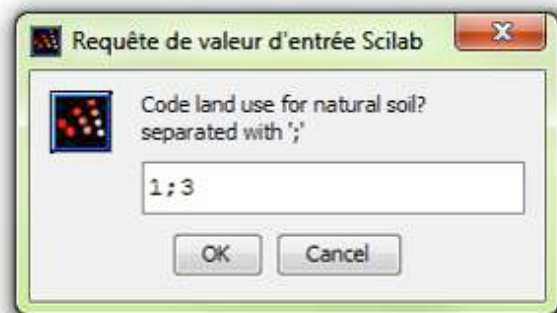 Requête de valeur d'entrée Scilab
Code land use for natural soil?
separated with ';'
1;3
OK
Cancel